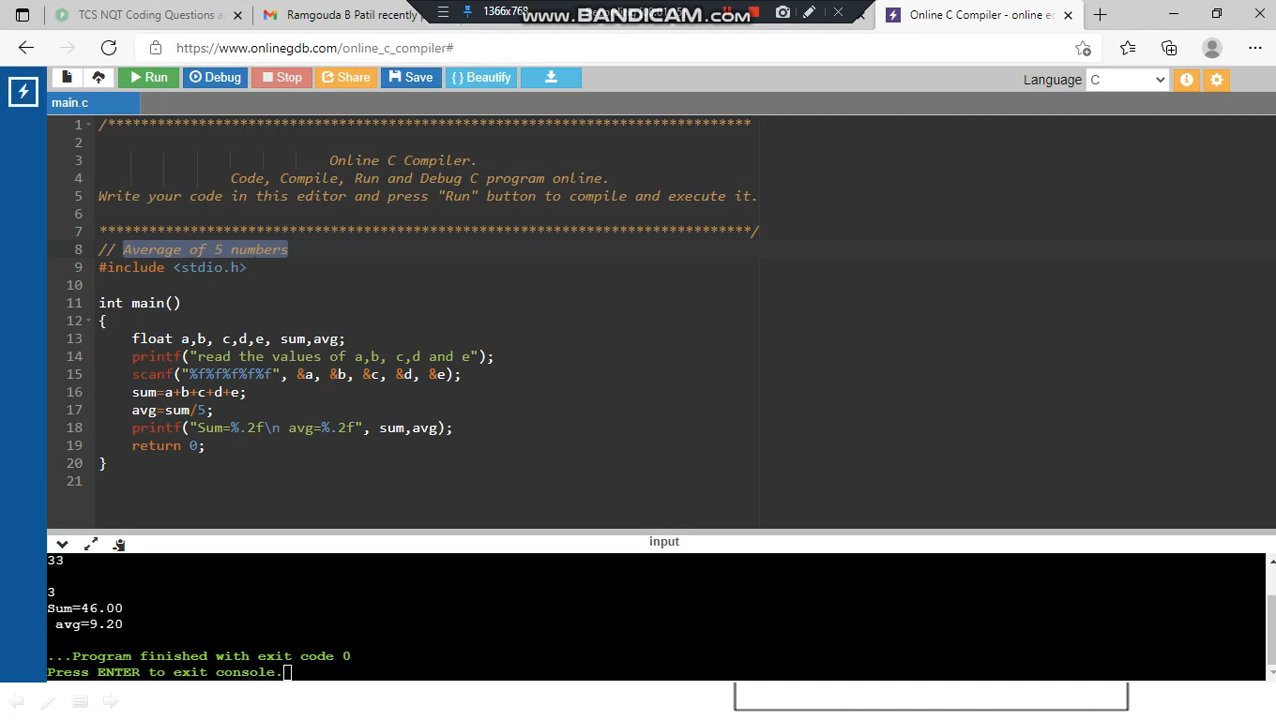 TCS NQT Coding Questions a
Ramgouda B Patil recently
1366x768
www.BANDICAM.com
Online C Compiler - online e
https://www.onlinegdb.com/online_c_compiler#
Run
Debug
Stop
Share
Save
{ } Beautify
Language
C
main.c
1 /******************************************************************************
2
3 Online C Compiler.
4 Code, Compile, Run and Debug C program online.
5 Write your code in this editor and press "Run" button to compile and execute it.
6
7 *******************************************************************************/
8 // Average of 5 numbers
9 #include <stdio.h>
10
11 int main()
12 {
13 float a,b, c,d,e, sum,avg;
14 printf("read the values of a,b, c,d and e");
15 scanf("%f%f%f%f%f", &a, &b, &c, &d, &e);
16 sum=a+b+c+d+e;
17 avg=sum/5;
18 printf("Sum=%.2f\n avg=%.2f", sum,avg);
19 return 0;
20 }
21
input
33
3
Sum=46.00
avg=9.20
...Program finished with exit code 0
Press ENTER to exit console.